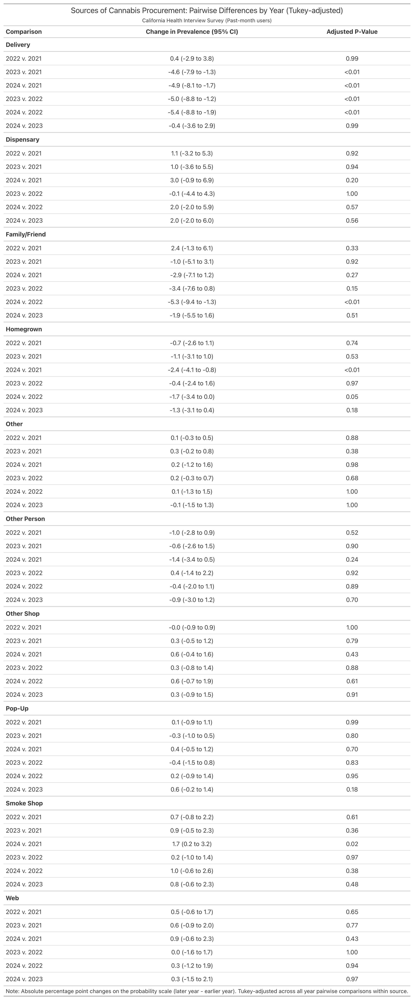 Sources of Cannabis Procurement: Pairwise Differences by Year (Tukey-adjusted)
California Health Interview Survey (Past-month users)
Comparison Change in Prevalence (95% CI) Adjusted P-Value
Delivery
2022 v. 2021 0.4 (-2.9 to 3.8) 0.99
2023 v. 2021 -4.6 (-7.9 to -1.3) <0.01
2024 v. 2021 -4.9 (-8.1 to -1.7) <0.01
2023 v. 2022 -5.0 (-8.8 to -1.2) <0.01
2024 v. 2022 -5.4 (-8.8 to -1.9) <0.01
2024 v. 2023 -0.4 (-3.6 to 2.9) 0.99
Dispensary
2022 v. 2021 1.1 (-3.2 to 5.3) 0.92
2023 v. 2021 1.0 (-3.6 to 5.5) 0.94
2024 v. 2021 3.0 (-0.9 to 6.9) 0.20
2023 v. 2022 -0.1 (-4.4 to 4.3) 1.00
2024 v. 2022 2.0 (-2.0 to 5.9) 0.57
2024 v. 2023 2.0 (-2.0 to 6.0) 0.56
Family/Friend
2022 v. 2021 2.4 (-1.3 to 6.1) 0.33
2023 v. 2021 -1.0 (-5.1 to 3.1) 0.92
2024 v. 2021 -2.9 (-7.1 to 1.2) 0.27
2023 v. 2022 -3.4 (-7.6 to 0.8) 0.15
2024 v. 2022 -5.3 (-9.4 to -1.3) <0.01
2024 v. 2023 -1.9 (-5.5 to 1.6) 0.51
Homegrown
2022 v. 2021 -0.7 (-2.6 to 1.1) 0.74
2023 v. 2021 -1.1 (-3.1 to 1.0) 0.53
2024 v. 2021 -2.4 (-4.1 to -0.8) <0.01
2023 v. 2022 -0.4 (-2.4 to 1.6) 0.97
2024 v. 2022 -1.7 (-3.4 to 0.0) 0.05
2024 v. 2023 -1.3 (-3.1 to 0.4) 0.18
Other
2022 v. 2021 0.1 (-0.3 to 0.5) 0.88
2023 v. 2021 0.3 (-0.2 to 0.8) 0.38
2024 v. 2021 0.2 (-1.2 to 1.6) 0.98
2023 v. 2022 0.2 (-0.3 to 0.7) 0.68
2024 v. 2022 0.1 (-1.3 to 1.5) 1.00
2024 v. 2023 -0.1 (-1.5 to 1.3) 1.00
Other Person
2022 v. 2021 -1.0 (-2.8 to 0.9) 0.52
2023 v. 2021 -0.6 (-2.6 to 1.5) 0.90
2024 v. 2021 -1.4 (-3.4 to 0.5) 0.24
2023 v. 2022 0.4 (-1.4 to 2.2) 0.92
2024 v. 2022 -0.4 (-2.0 to 1.1) 0.89
2024 v. 2023 -0.9 (-3.0 to 1.2) 0.70
Other Shop
2022 v. 2021 -0.0 (-0.9 to 0.9) 1.00
2023 v. 2021 0.3 (-0.5 to 1.2) 0.79
2024 v. 2021 0.6 (-0.4 to 1.6) 0.43
2023 v. 2022 0.3 (-0.8 to 1.4) 0.88
2024 v. 2022 0.6 (-0.7 to 1.9) 0.61
2024 v. 2023 0.3 (-0.9 to 1.5) 0.91
Pop-Up
2022 v. 2021 0.1 (-0.9 to 1.1) 0.99
2023 v. 2021 -0.3 (-1.0 to 0.5) 0.80
2024 v. 2021 0.4 (-0.5 to 1.2) 0.70
2023 v. 2022 -0.4 (-1.5 to 0.8) 0.83
2024 v. 2022 0.2 (-0.9 to 1.4) 0.95
2024 v. 2023 0.6 (-0.2 to 1.4) 0.18
Smoke Shop
2022 v. 2021 0.7 (-0.8 to 2.2) 0.61
2023 v. 2021 0.9 (-0.5 to 2.3) 0.36
2024 v. 2021 1.7 (0.2 to 3.2) 0.02
2023 v. 2022 0.2 (-1.0 to 1.4) 0.97
2024 v. 2022 1.0 (-0.6 to 2.6) 0.38
2024 v. 2023 0.8 (-0.6 to 2.3) 0.48
Web
2022 v. 2021 0.5 (-0.6 to 1.7) 0.65
2023 v. 2021 0.6 (-0.9 to 2.0) 0.77
2024 v. 2021 0.9 (-0.6 to 2.3) 0.43
2023 v. 2022 0.0 (-1.6 to 1.7) 1.00
2024 v. 2022 0.3 (-1.2 to 1.9) 0.94
2024 v. 2023 0.3 (-1.5 to 2.1) 0.97
Note: Absolute percentage point changes on the probability scale (later year - earlier year). Tukey-adjusted across all year pairwise comparisons within source.